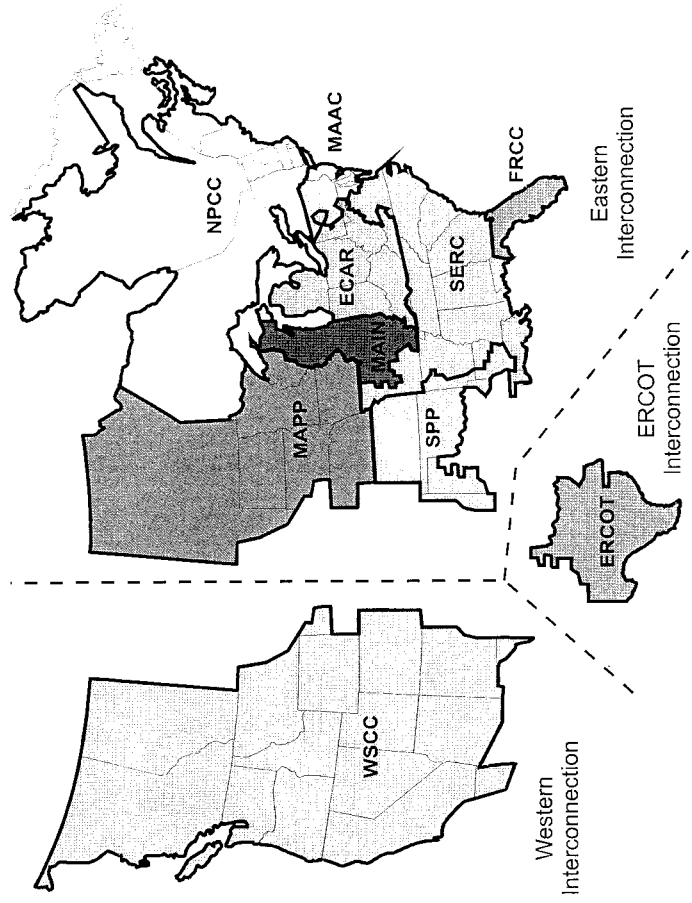 NPCC
MAAC
ECAR
MAIN
MAPP
SERC
FRCC
SPP
WSCC
ERCOT
Eastern
Interconnection
ERCOT
Interconnection
Western
Interconnection